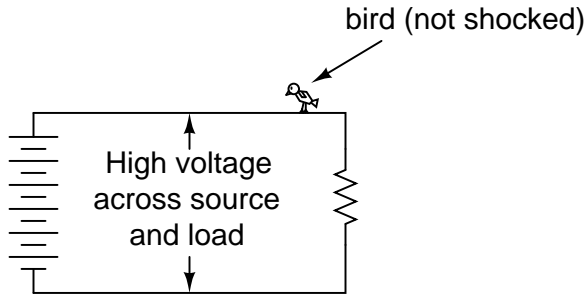 bird (not shocked)
High voltage
across source
and load